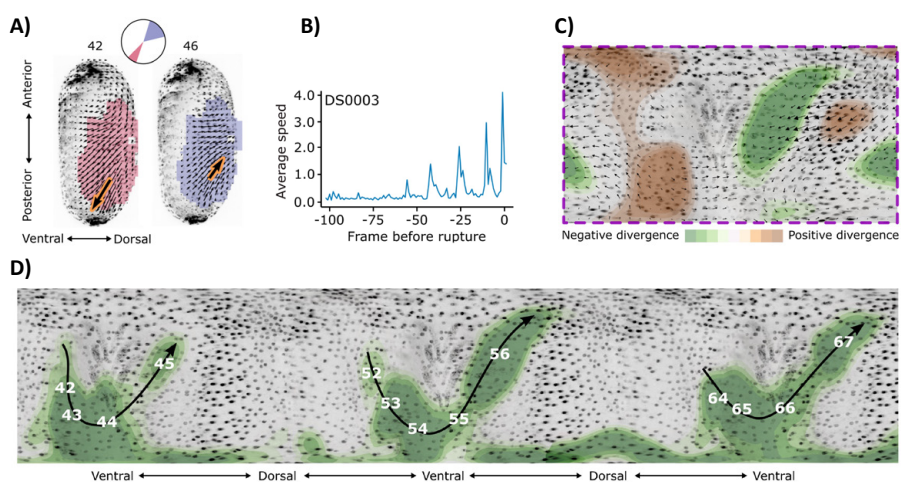 A)
42
46
Anterior
Posterior
Ventral
Dorsal
B)
DS0003
Average speed
4.0
3.0
2.0
1.0
0.0
-100
-75
-50
-25
0
Frame before rupture
C)
Negative divergence
Positive divergence
D)
42
43
44
45
52
53
54
55
56
64
65
66
67
Ventral
Dorsal
Ventral
Dorsal
Ventral